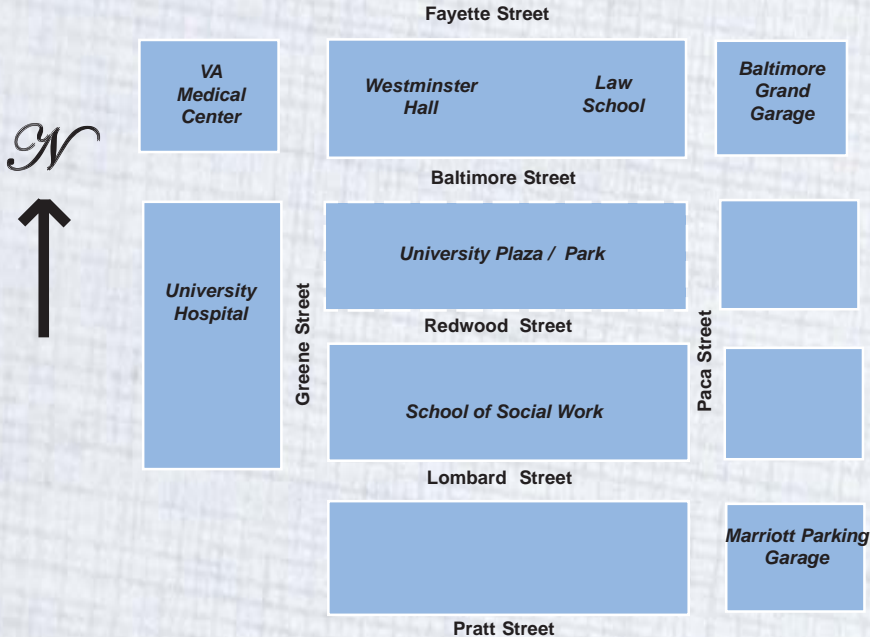 Fayette Street
VA
Medical
Center
Westminster
Hall
Law
School
Baltimore
Grand
Garage
N
Baltimore Street
University
Hospital
Greene Street
University Plaza / Park
Redwood Street
Paca Street
School of Social Work
Lombard Street
Marriott Parking
Garage
Pratt Street